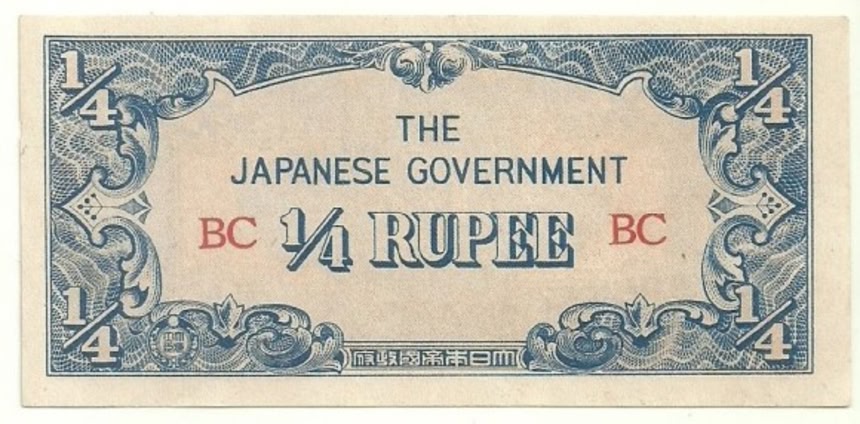 1/4 1/4
THE
JAPANESE GOVERNMENT
BC 1/4 RUPEE BC
1/4 1/4
大日本帝國政府